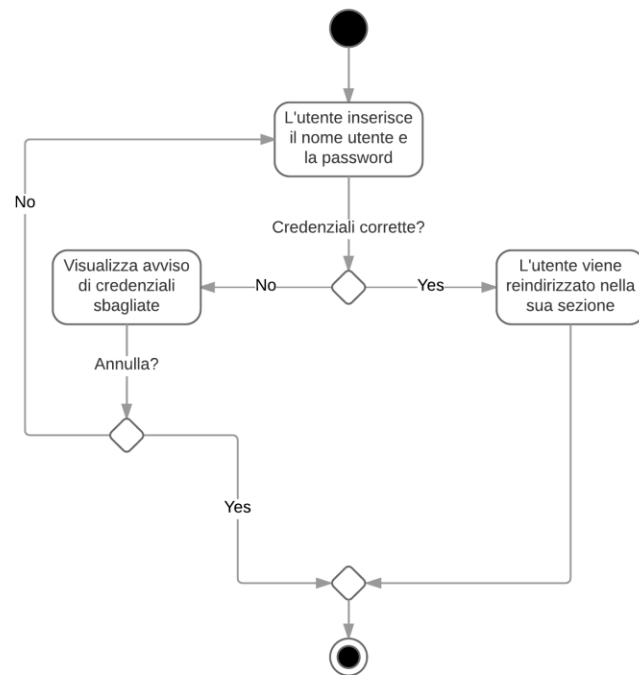 L'utente inserisce
il nome utente e
la password
No
Credenziali corrette?
Visualizza avviso
di credenziali
sbagliate
No
Yes
L'utente viene
reindirizzato nella
sua sezione
Annulla?
Yes